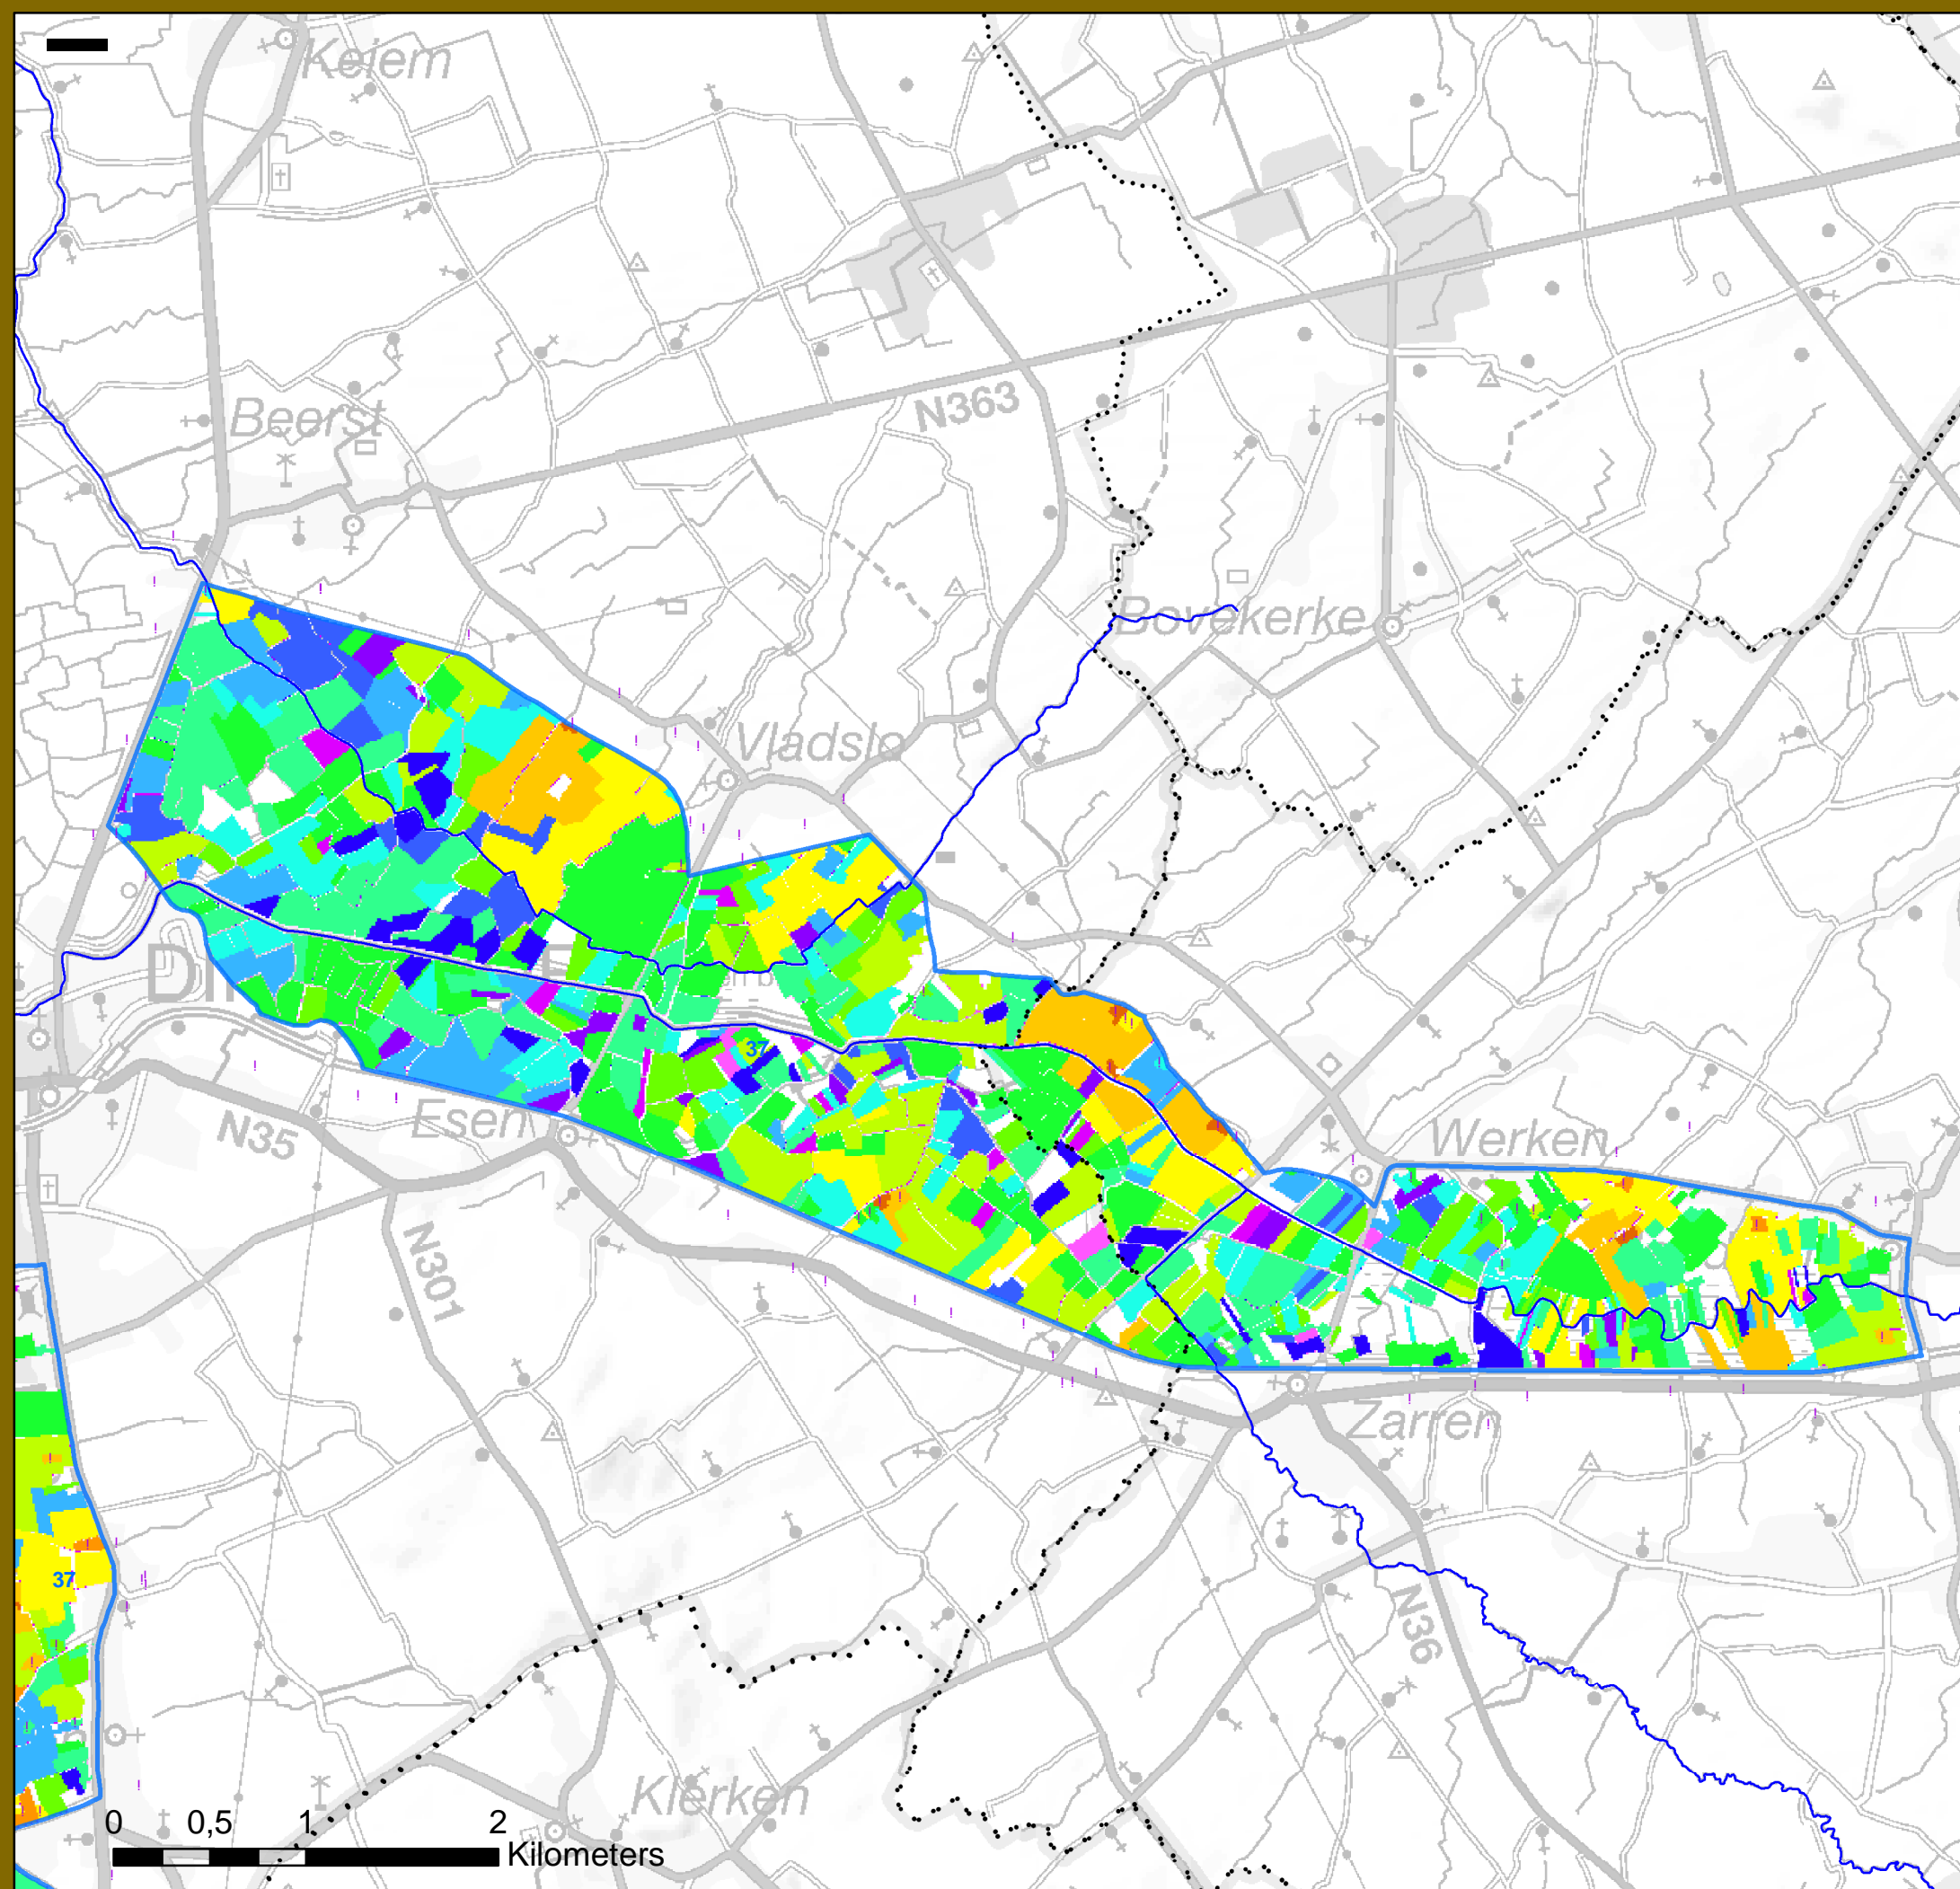 Keiem
Beerst
N363
Bovekerke
Vladslo
37
Esen
N35
Werken
N301
Zarren
37
N36
Klerken
0 0,5 1 2
Kilometers